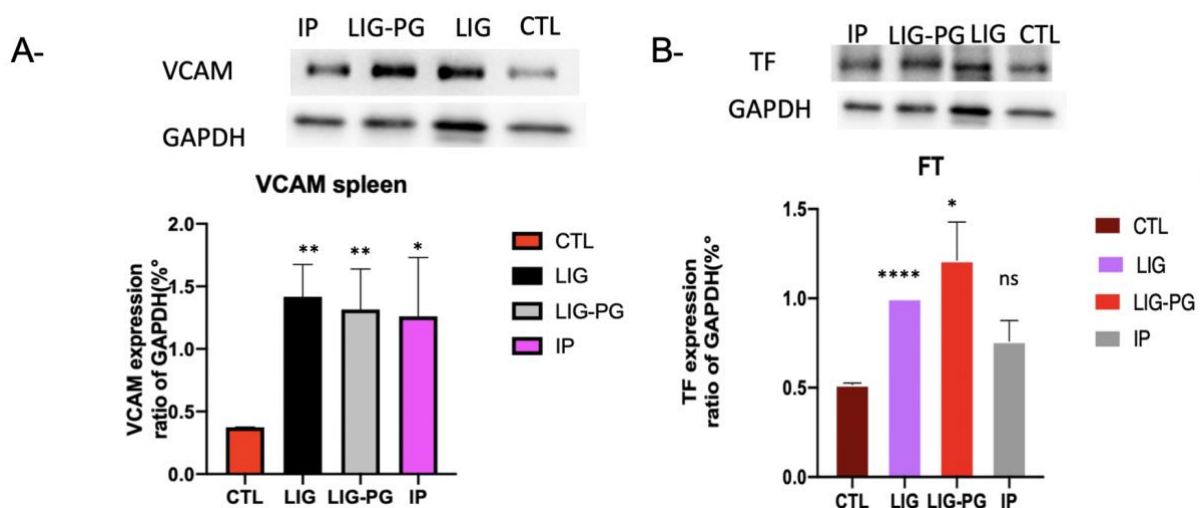 A-
IP LIG-PG LIG CTL
VCAM
GAPDH
VCAM spleen
VCAM expression
ratio of GAPDH(%°
2.0
1.5
1.0
0.5
0.0
** ** *
CTL LIG LIG-PG IP
CTL
LIG
LIG-PG
IP
B-
IP LIG-PG LIG CTL
TF
GAPDH
FT
TF expression
ratio of GAPDH(%°
1.5
1.0
0.5
0.0
**** * ns
CTL LIG LIG-PG IP
CTL
LIG
LIG-PG
IP